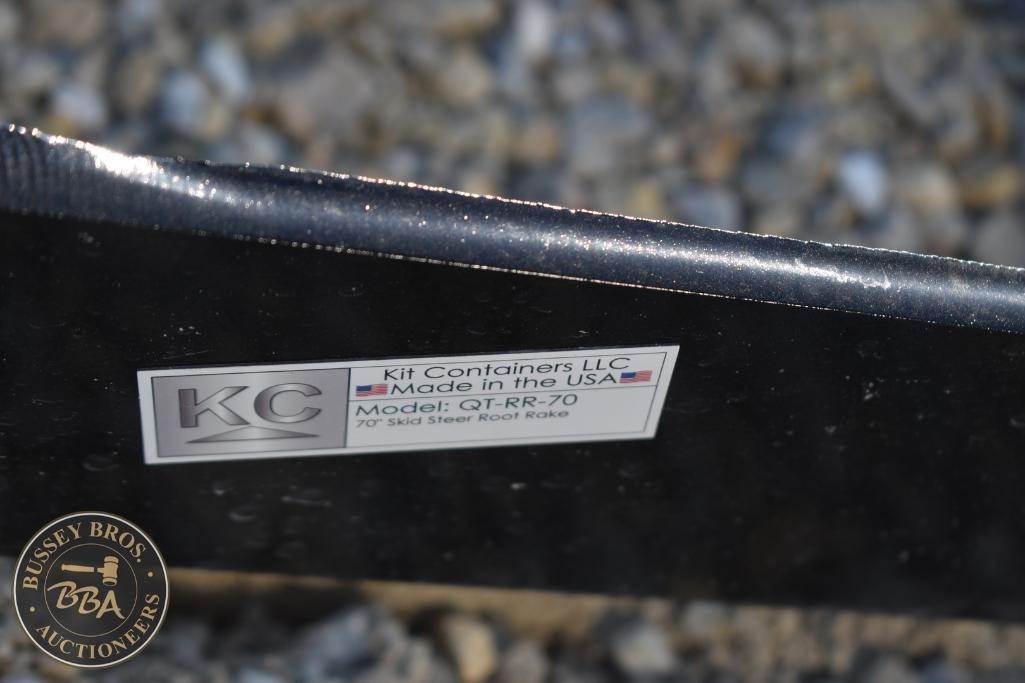 KC
Kit Containers LLC
Made in the USA
Model: QT-RR-70
70" Skid Steer Root Rake
BUSSEY BROS.
BBA
AUCTIONEERS